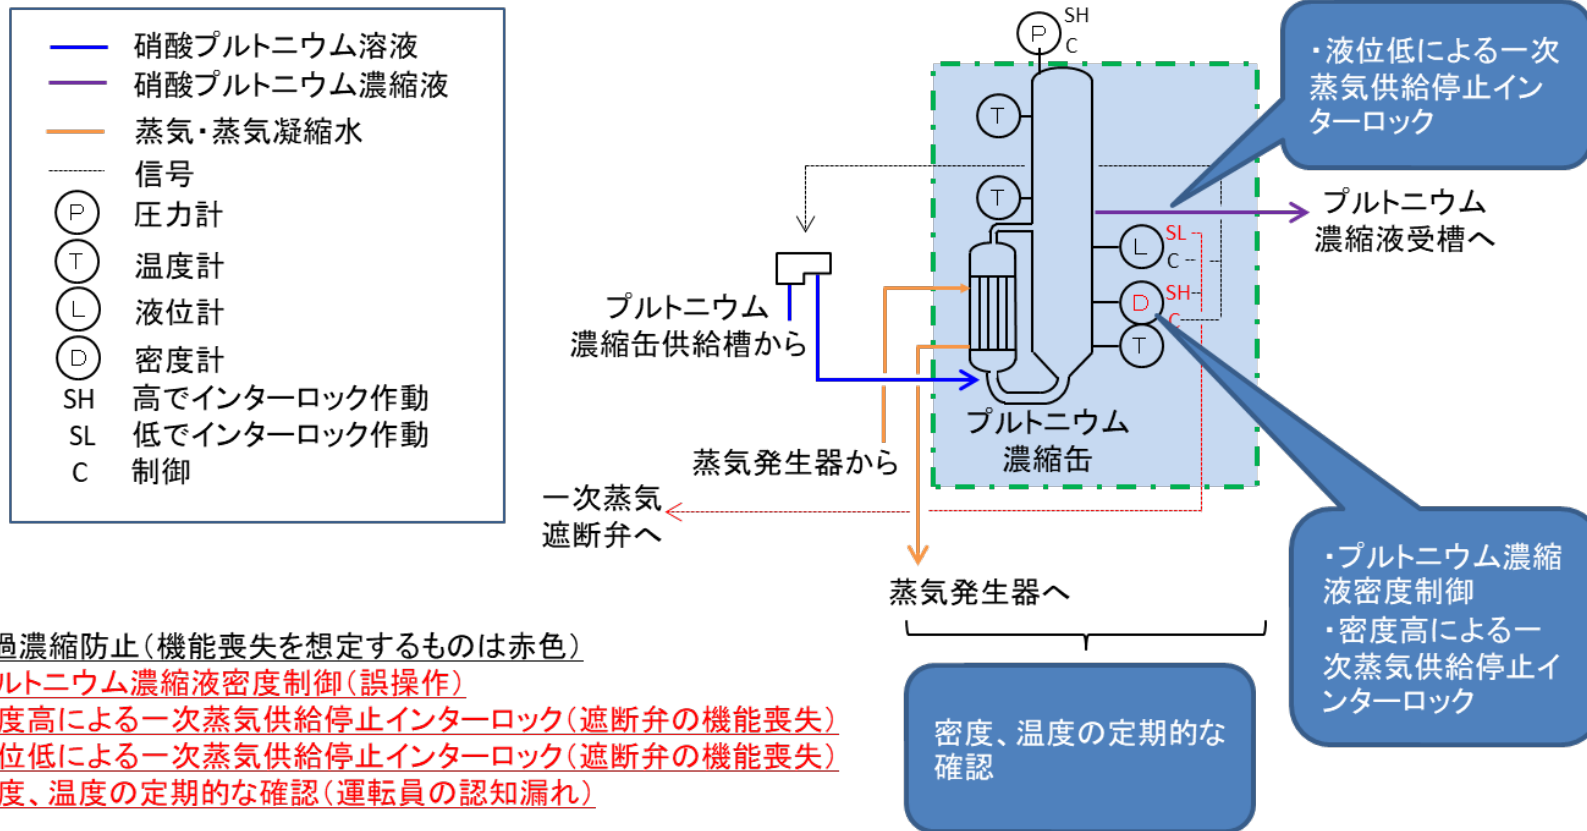 硝酸プルトニウム溶液
硝酸プルトニウム濃縮液
蒸気・蒸気凝縮水
信号
P 圧力計
T 温度計
L 液位計
D 密度計
SH 高でインターロック作動
SL 低でインターロック作動
C 制御
P SH
C
T
T
・液位低による一次
蒸気供給停止イン
ターロック
プルトニウム
濃縮液受槽へ
L SL
C
D SH
C
T
プルトニウム
濃縮缶供給槽から
プルトニウム
濃縮缶
蒸気発生器から
一次蒸気
遮断弁へ
蒸気発生器へ
・プルトニウム濃縮
液密度制御
・密度高による一
次蒸気供給停止イ
ンターロック
密度、温度の定期的な
確認
過濃縮防止（機能喪失を想定するものは赤色）
ルトニウム濃縮液密度制御（誤操作）
度高による一次蒸気供給停止インターロック（遮断弁の機能喪失）
位低による一次蒸気供給停止インターロック（遮断弁の機能喪失）
度、温度の定期的な確認（運転員の認知漏れ）